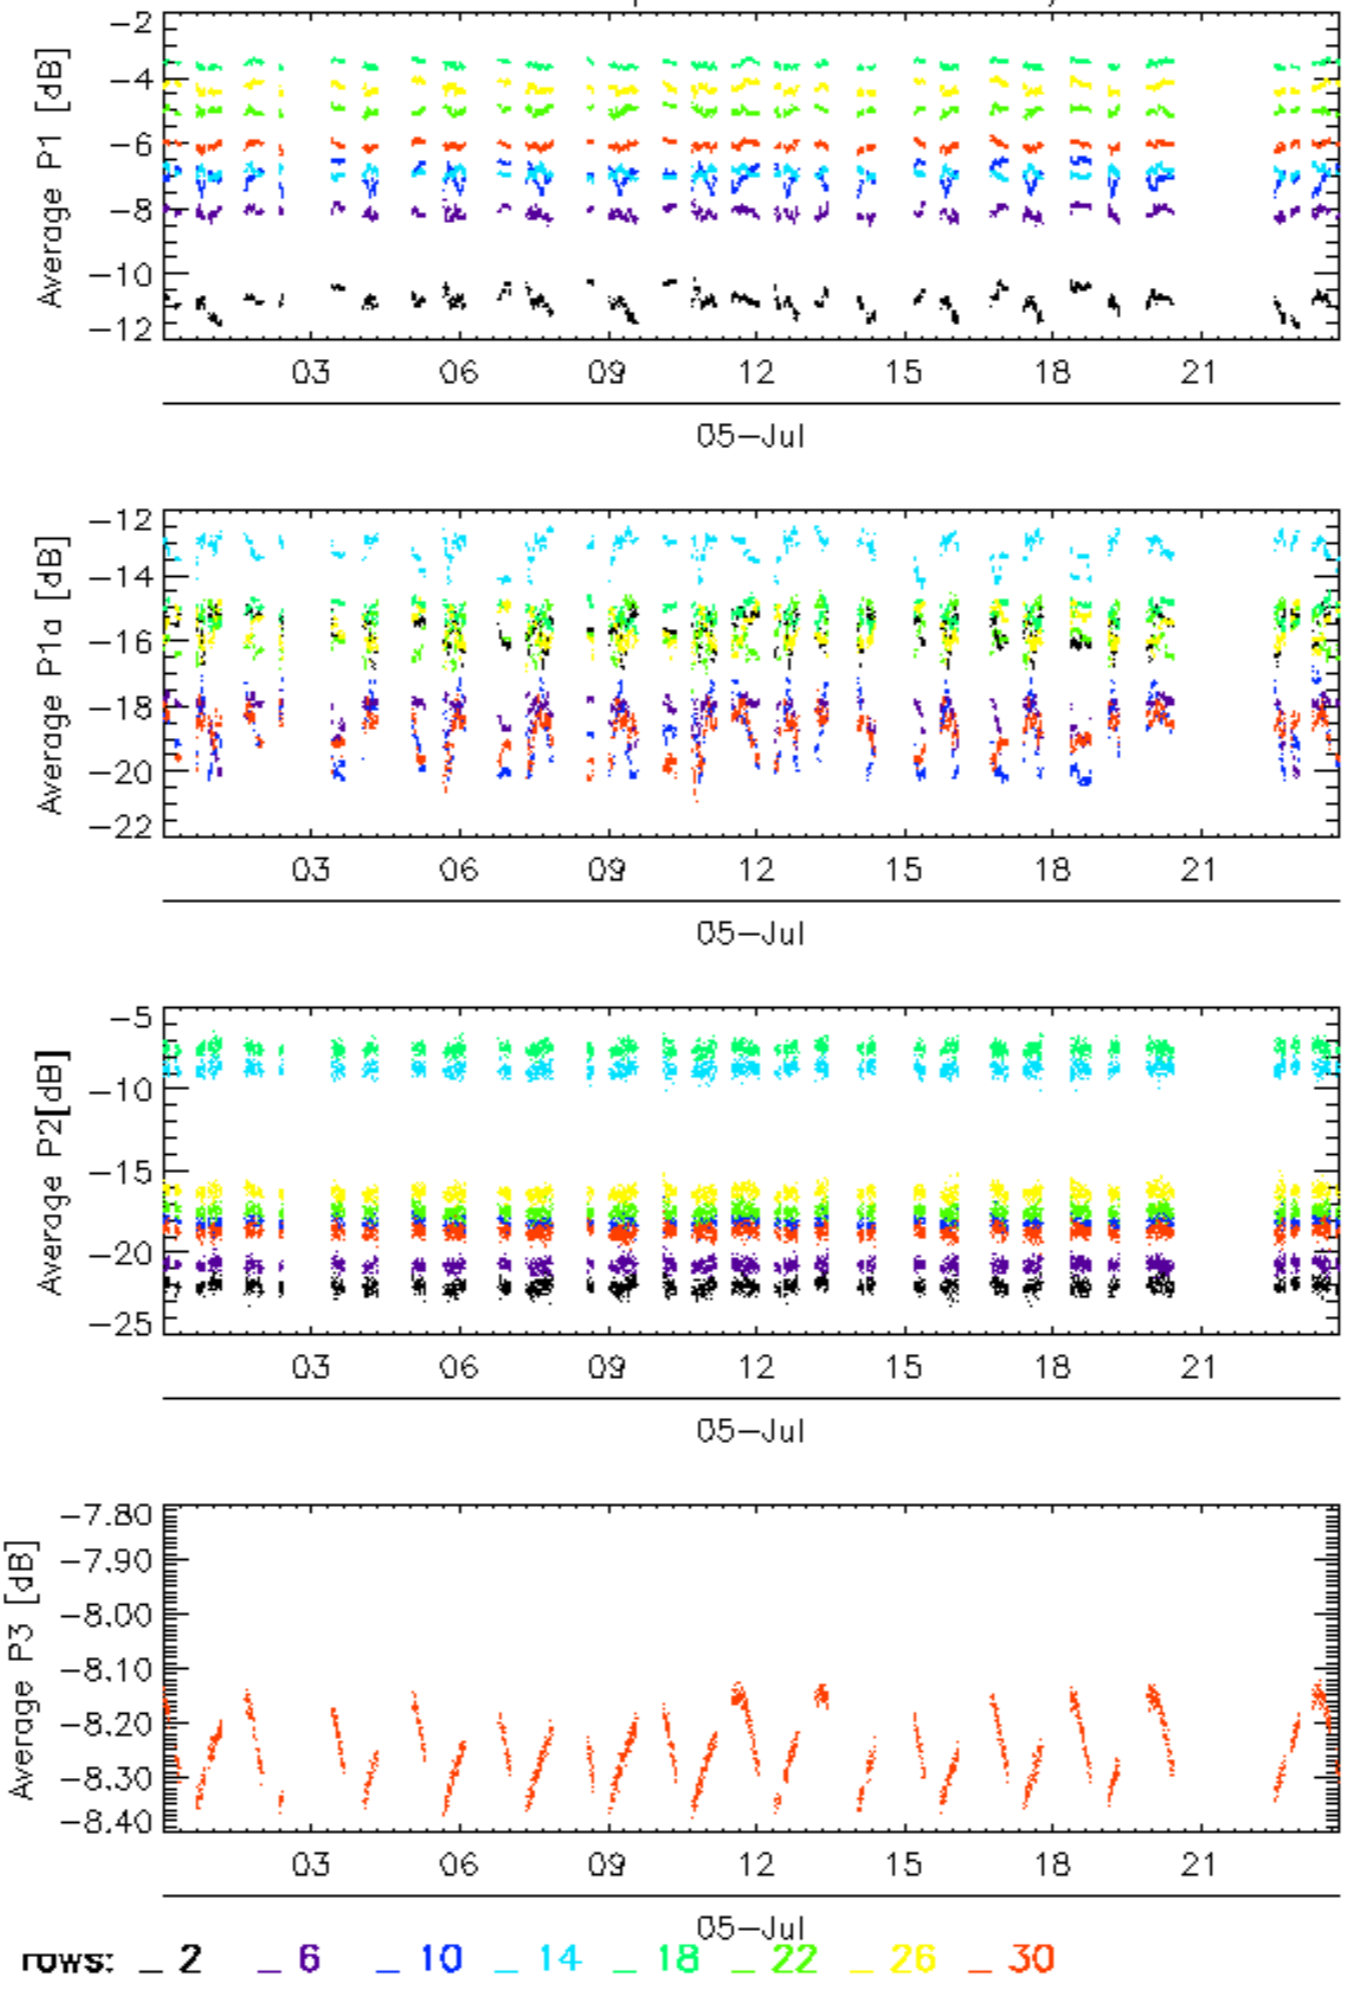 Average P1 [dB]
-2
-4
-6
-8
-10
-12
03 06 09 12 15 18 21
05-Jul
Average P1a [dB]
-12
-14
-16
-18
-20
-22
03 06 09 12 15 18 21
05-Jul
Average P2[dB]
-5
-10
-15
-20
-25
03 06 09 12 15 18 21
05-Jul
Average P3 [dB]
-7.80
-7.90
-8.00
-8.10
-8.20
-8.30
-8.40
03 06 09 12 15 18 21
05-Jul
rows: _ 2 _ 6 _ 10 _ 14 _ 18 _ 22 _ 26 _ 30